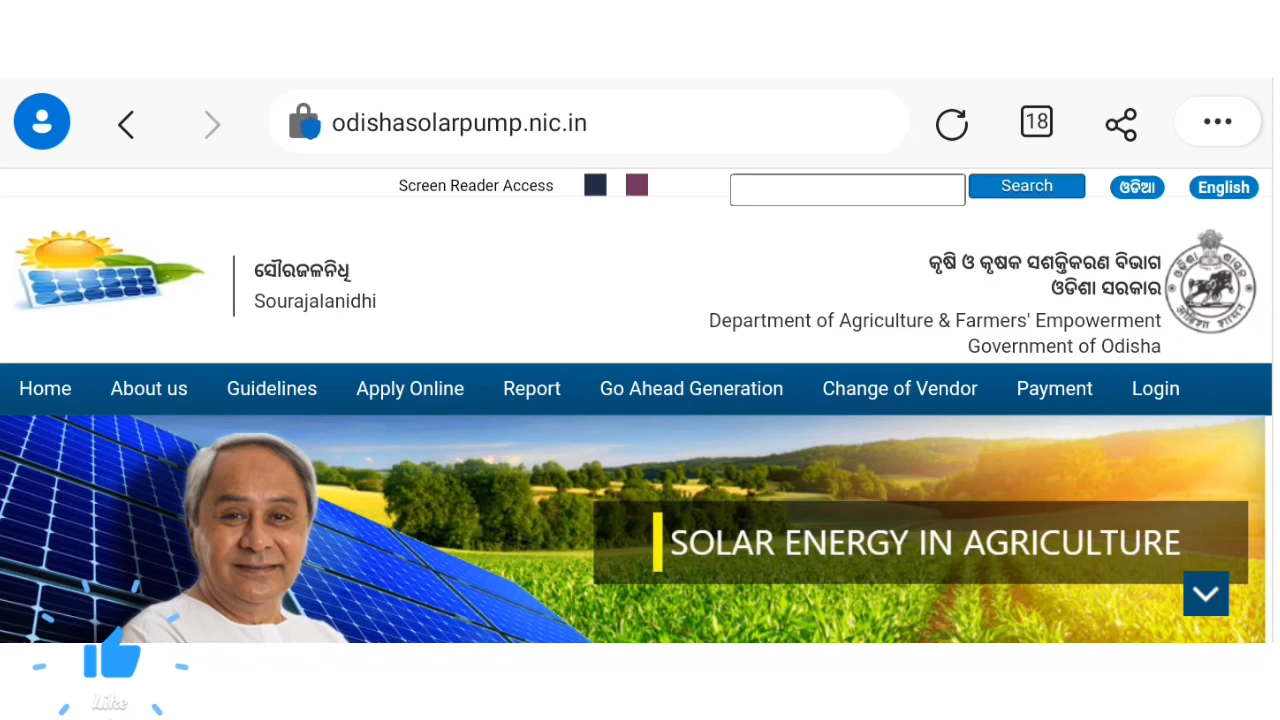 odishasolarpump.nic.in
18
Screen Reader Access
Search
ଓଡିଆ
English
ସୌରଜଳନିଧି
Sourajalanidhi
କୃଷି ଓ କୃଷକ ସଶକ୍ତିକରଣ ବିଭାଗ
ଓଡିଶା ସରକାର
Department of Agriculture & Farmers' Empowerment
Government of Odisha
Home About us Guidelines Apply Online Report Go Ahead Generation Change of Vendor Payment Login
SOLAR ENERGY IN AGRICULTURE
Like